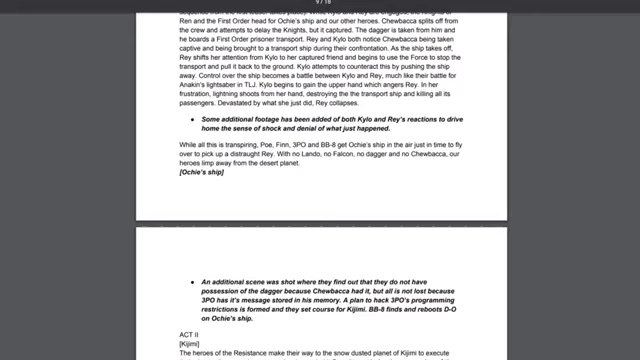 9 / 18
sequence from the first teaser takes place). While Kylo and Rey are engaged, the Knights of
Ren and the First Order head for Ochie's ship and our other heroes. Chewbacca splits off from
the crew and attempts to delay the Knights, but it captured. The dagger is taken from him and
he boards a First Order prisoner transport. Rey and Kylo both notice Chewbacca being taken
captive and being brought to a transport ship during their confrontation. As the ship takes off,
Rey shifts her attention from Kylo to her captured friend and begins to use the Force to stop the
transport and pull it back to the ground. Kylo attempts to counteract this by pushing the ship
away. Control over the ship becomes a battle between Kylo and Rey, much like their battle for
Anakin's lightsaber in TLJ. Kylo begins to gain the upper hand which angers Rey. In her
frustration, lightning shoots from her hand, destroying the the transport ship and killing all its
passengers. Devastated by what she just did, Rey collapses.
● Some additional footage has been added of both Kylo and Rey's reactions to drive
home the sense of shock and denial of what just happened.
While all this is transpiring, Poe, Finn, 3PO and BB-8 get Ochie's ship in the air just in time to fly
over to pick up a distraught Rey. With no Lando, no Falcon, no dagger and no Chewbacca, our
heroes limp away from the desert planet.
[Ochie's ship]
● An additional scene was shot where they find out that they do not have
possession of the dagger because Chewbacca had it, but all is not lost because
3PO has it's message stored in his memory. A plan to hack 3PO's programming
restrictions is formed and they set course for Kijimi. BB-8 finds and reboots D-O
on Ochie's ship.
ACT II
[Kijimi]
The heroes of the Resistance make their way to the snow dusted planet of Kijimi to execute